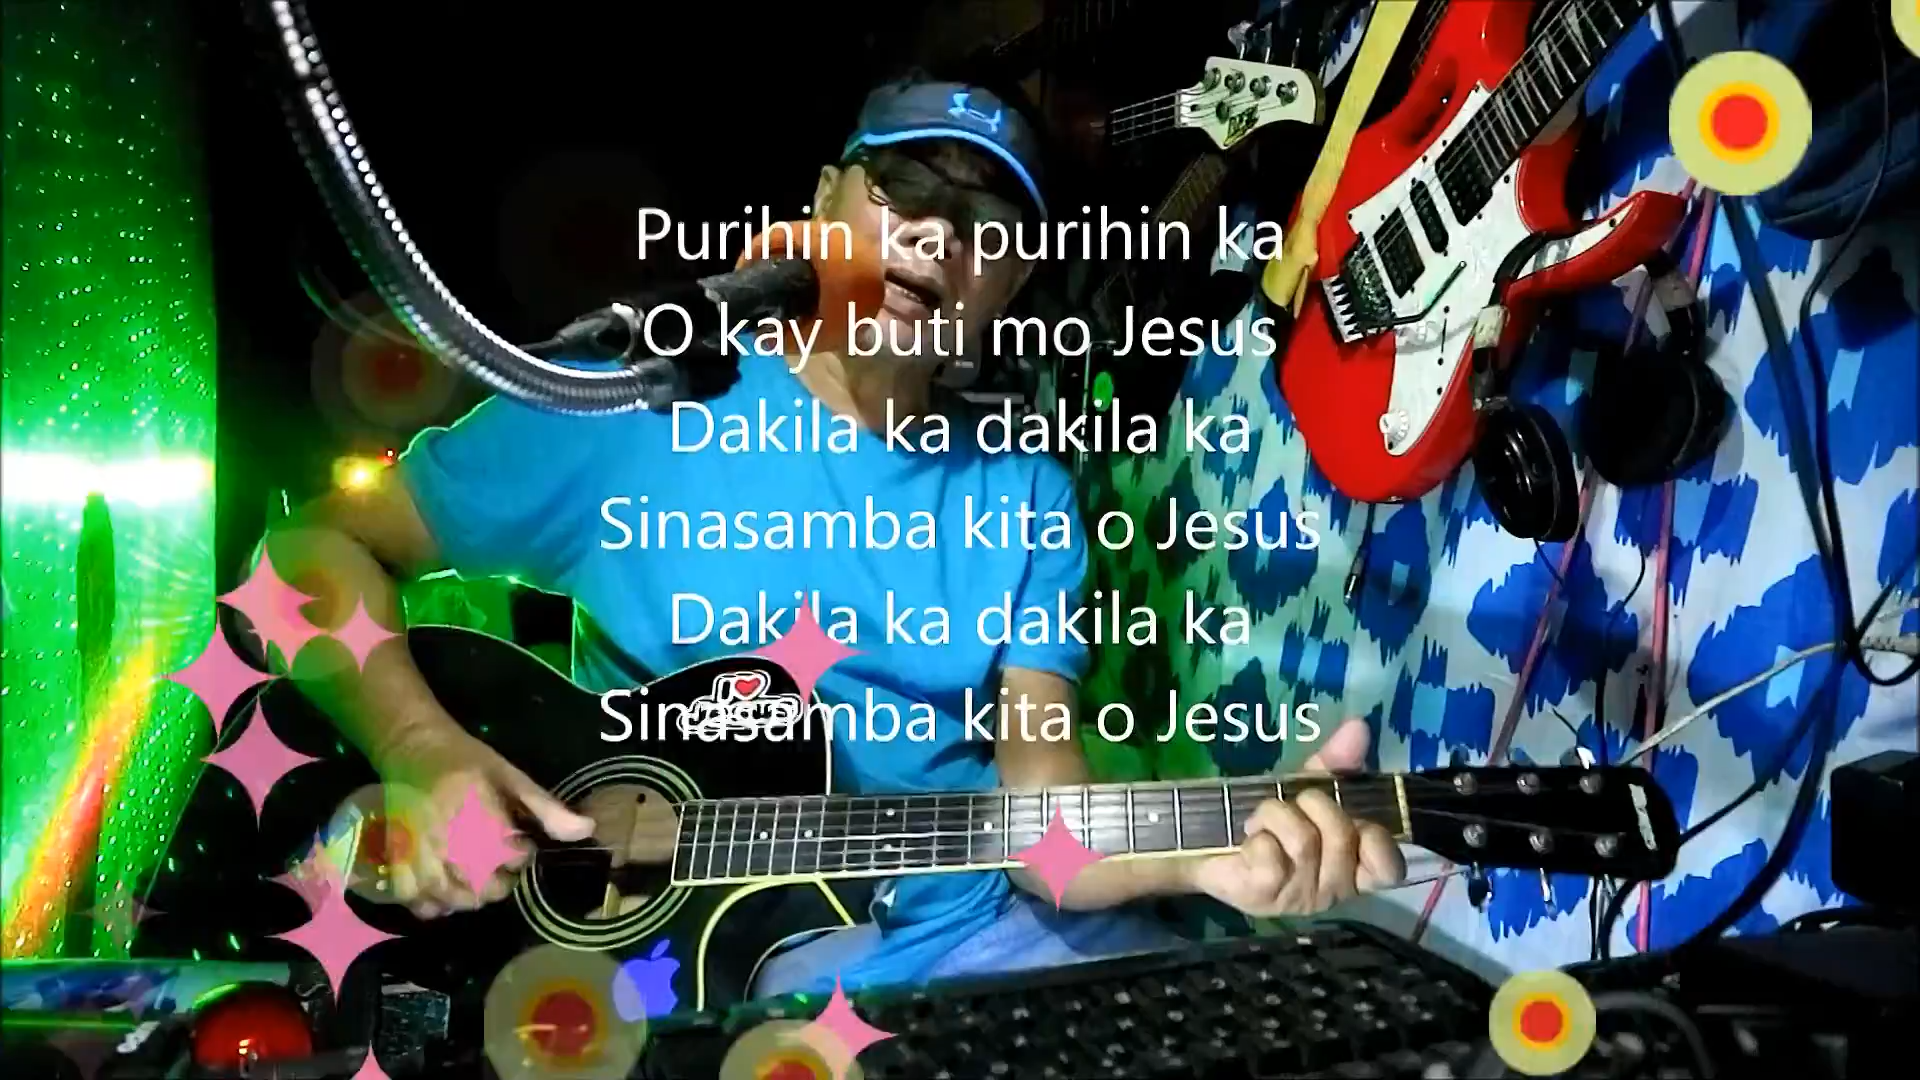 Purihin ka purihin ka
O kay buti mo Jesus
Dakila ka dakila ka
Sinasamba kita o Jesus
Dakila ka dakila ka
Sinasamba kita o Jesus
I